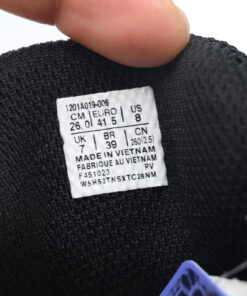 1201A019-006
CM EURO US
26.0 41.5 8
UK BR CN
7 39 260(2.5)
MADE IN VIETNAM
FABRIQUE AU VIETNAM
F451023 PV